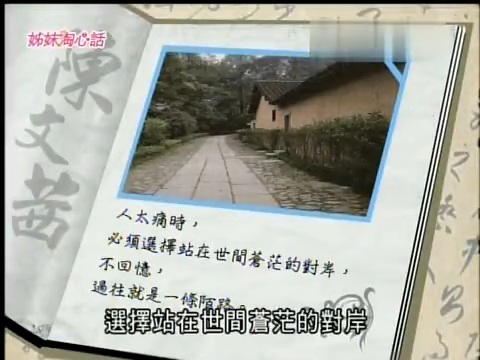 姊妹淘心話
陳文茜
人太痛時，
必須選擇站在世間蒼茫的對岸，
不回憶，
過往就是一條陌路，
選擇站在世間蒼茫的對岸